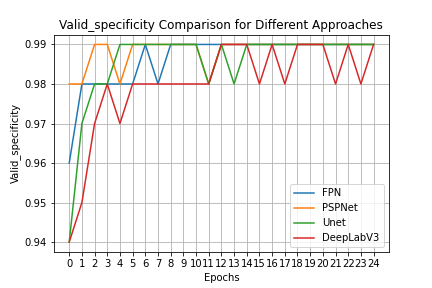 Valid_specificity Comparison for Different Approaches
Valid_specificity
0.99
0.98
0.97
0.96
0.95
0.94
0 1 2 3 4 5 6 7 8 9 10 11 12 13 14 15 16 17 18 19 20 21 22 23 24
Epochs
FPN
PSPNet
Unet
DeepLabV3